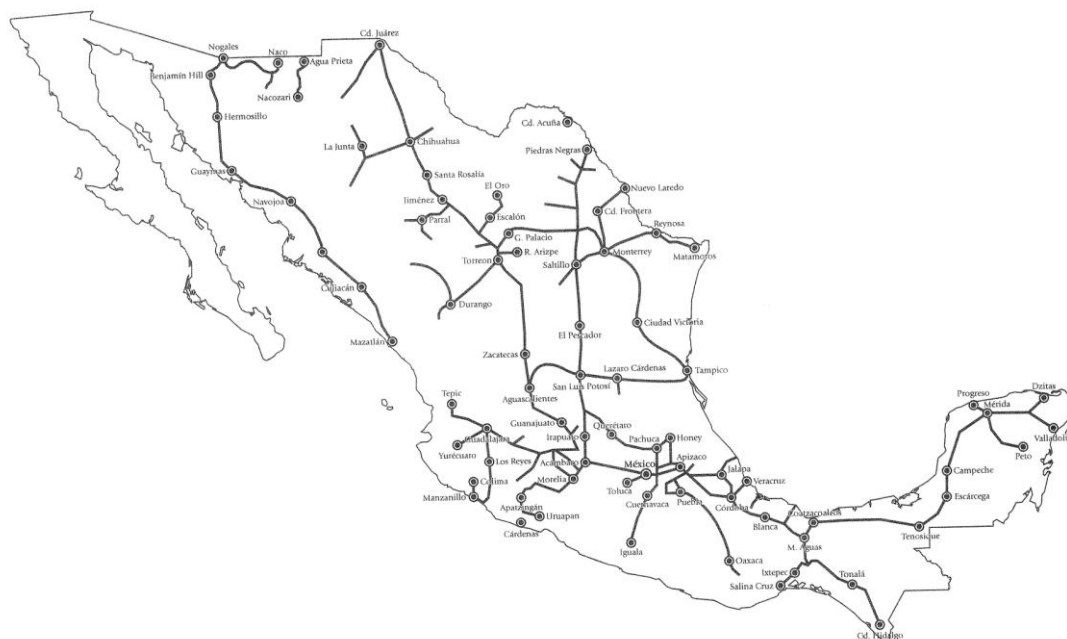 Cd. Juárez
Nogales
Naco
Agua Prieta
Benjamín Hill
Nacozari
Hermosillo
Cd. Acuña
La Junta
Chihuahua
Piedras Negras
Guaymas
Santa Rosalía
El Oro
Nuevo Laredo
Navojoa
Jiménez
Parral
Escalón
Cd. Frontera
Reynosa
G. Palacio
R. Arizpe
Monterrey
Matamoros
Torreon
Saltillo
Culiacán
Durango
Ciudad Victoria
El Pescador
Mazatlán
Zacatecas
Lazaro Cárdenas
Tampico
San Luis Potosí
Aguascalientes
Tepic
Progreso
Dzitas
Mérida
Guanajuato
Querétaro
Guadalajara
Irapuato
Pachuca
Honey
Valladolid
Yurécuaro
Los Reyes
Acámbaro
México
Apizaco
Peto
Colima
Morelia
Toluca
Jalapa
Veracruz
Campeche
Manzanillo
Apatzingán
Cuernavaca
Puebla
Córdoba
Escárcega
Uruapan
Cárdenas
Blanca
Coatzacoalcos
Tenosique
Iguala
M. Aguas
Oaxaca
Ixtepec
Tonalá
Salina Cruz
Cd. Hidalgo